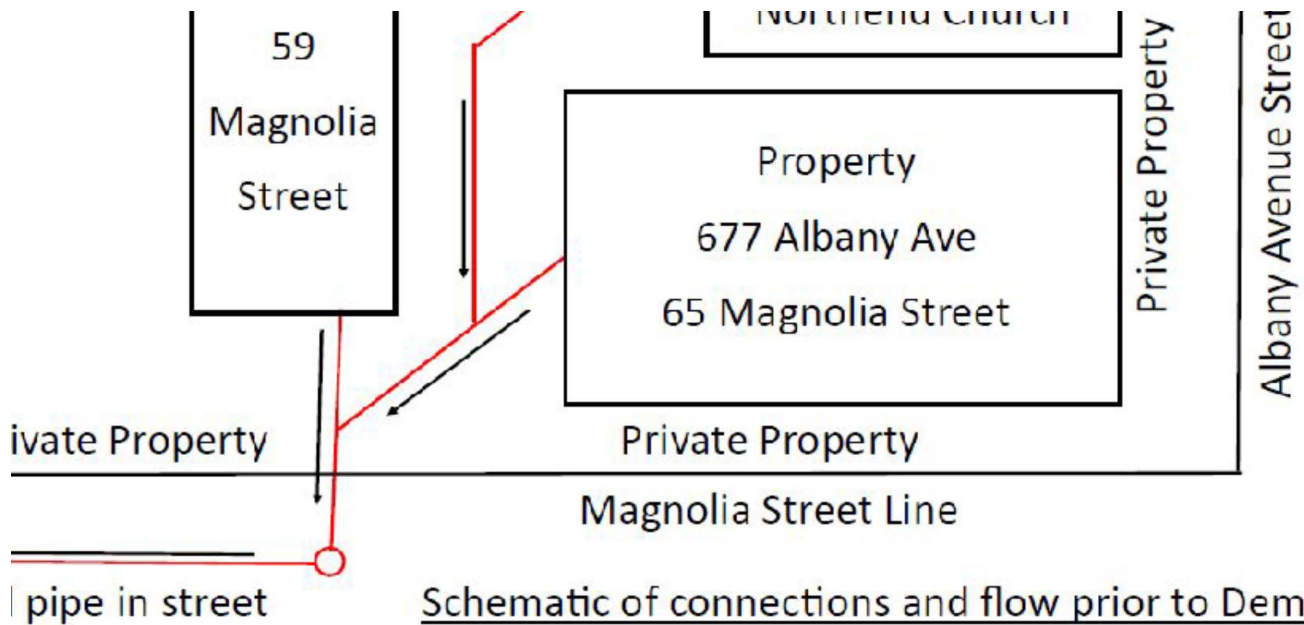 59
Magnolia
Street
Northend Church
Property
677 Albany Ave
65 Magnolia Street
Private Property
Albany Avenue Street
ivate Property
Private Property
Magnolia Street Line
pipe in street
Schematic of connections and flow prior to Dem